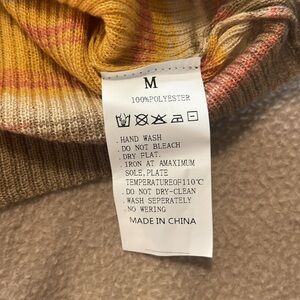 M
100%POLYESTER
. HAND WASH
. DO NOT BLEACH
. DRY FLAT.
. IRON AT AMAXIMUM
SOLE,PLATE
TEMPERATUREOF110℃
. DO NOT DRY-CLEAN
. WASH SEPERATELY
. NO WERING
MADE IN CHINA